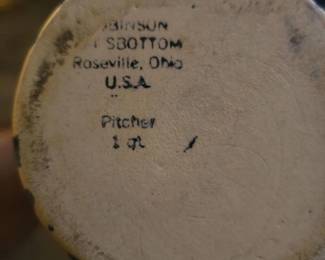 OBINSON
SBOTTOM
Roseville, Ohio
U.S.A.
Pitcher
1 qt